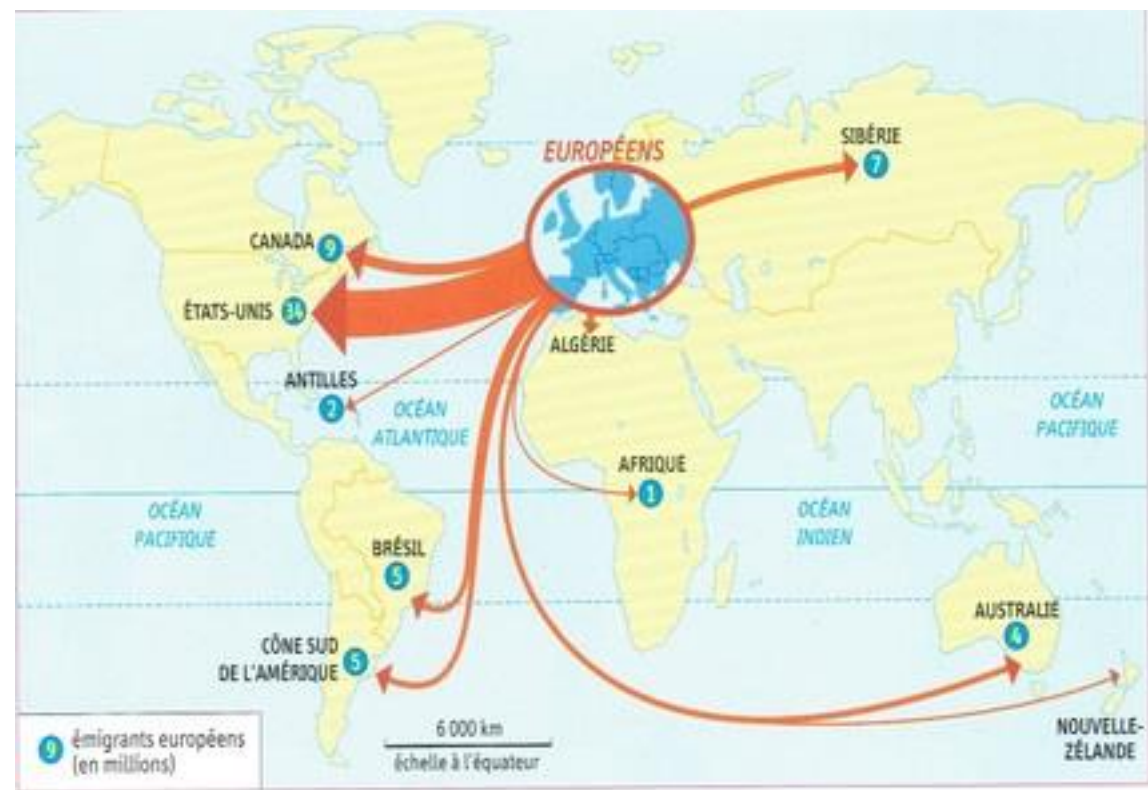 EUROPÉENS
SIBÉRIE
7
CANADA 9
ÉTATS-UNIS 34
ANTILLES
2
ALGÉRIE
OCÉAN
ATLANTIQUE
OCÉAN
PACIFIQUE
AFRIQUE
1
OCÉAN
PACIFIQUE
OCÉAN
INDIEN
BRÉSIL
5
CÔNE SUD
DE L'AMÉRIQUE 5
AUSTRALIE
4
NOUVELLE-
ZÉLANDE
9 émigrants européens
(en millions)
6 000 km
échelle à l'équateur